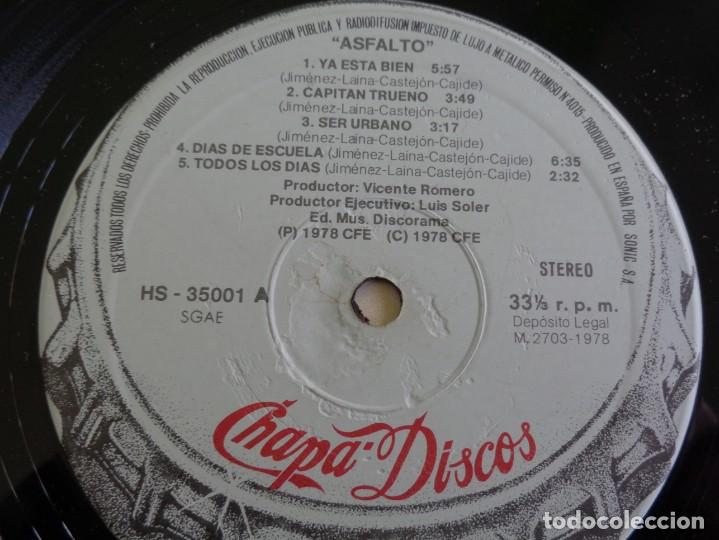 RESERVADOS TODOS LOS DERECHOS-PROHIBIDA LA REPRODUCCION, EJECUCION PUBLICA Y RADIODIFUSION IMPUESTO DE LUJO A METALICO PERMISO Nº 4015-PRODUCIDO EN ESPAÑA POR SONIC S.A.
"ASFALTO"
1. YA ESTA BIEN 5:57
(Jiménez-Laina-Castejón-Cajide)
2. CAPITAN TRUENO 3:49
(Jiménez-Laina-Castejón-Cajide)
3. SER URBANO 3:17
(Jiménez-Laina-Castejón-Cajide)
4. DIAS DE ESCUELA (Jiménez-Laina-Castejón-Cajide) 6:35
5. TODOS LOS DIAS (Jiménez-Laina-Castejón-Cajide) 2:32
Productor: Vicente Romero
Productor Ejecutivo: Luis Soler
Ed. Mus. Discorama
(P) 1978 CFE (C) 1978 CFE
STEREO
HS - 35001 A
SGAE
33⅓ r. p. m.
Depósito Legal
M. 2703-1978
Chapa Discos
todocoleccion.net